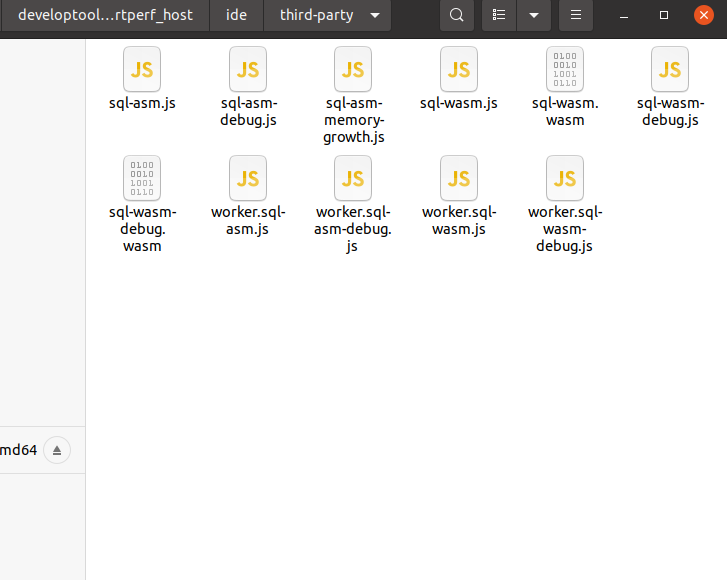 developtool...rtperf_host ide third-party
JS JS JS JS 0100 JS
0010
1001
0110
sql-asm.js sql-asm- sql-asm- sql-wasm.js sql-wasm. sql-wasm-
debug.js memory- wasm debug.js
growth.js
0100 JS JS JS JS
0010
1001
0110
sql-wasm- worker.sql- worker.sql- worker.sql- worker.sql-
debug. asm.js asm-debug. wasm.js wasm-
wasm js debug.js
md64